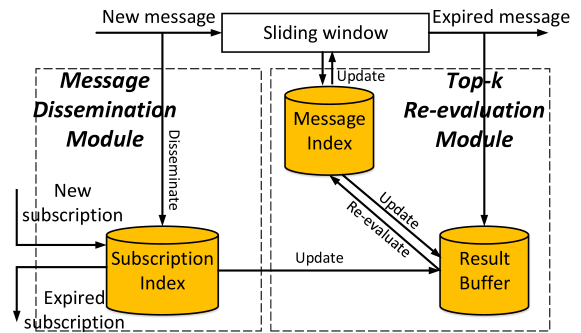 New message
Sliding window
Expired message
Update
Message
Dissemination
Module
Top-k
Re-evaluation
Module
Message
Index
Disseminate
New
subscription
Update
Re-evaluate
Subscription
Index
Update
Result
Buffer
Expired
subscription